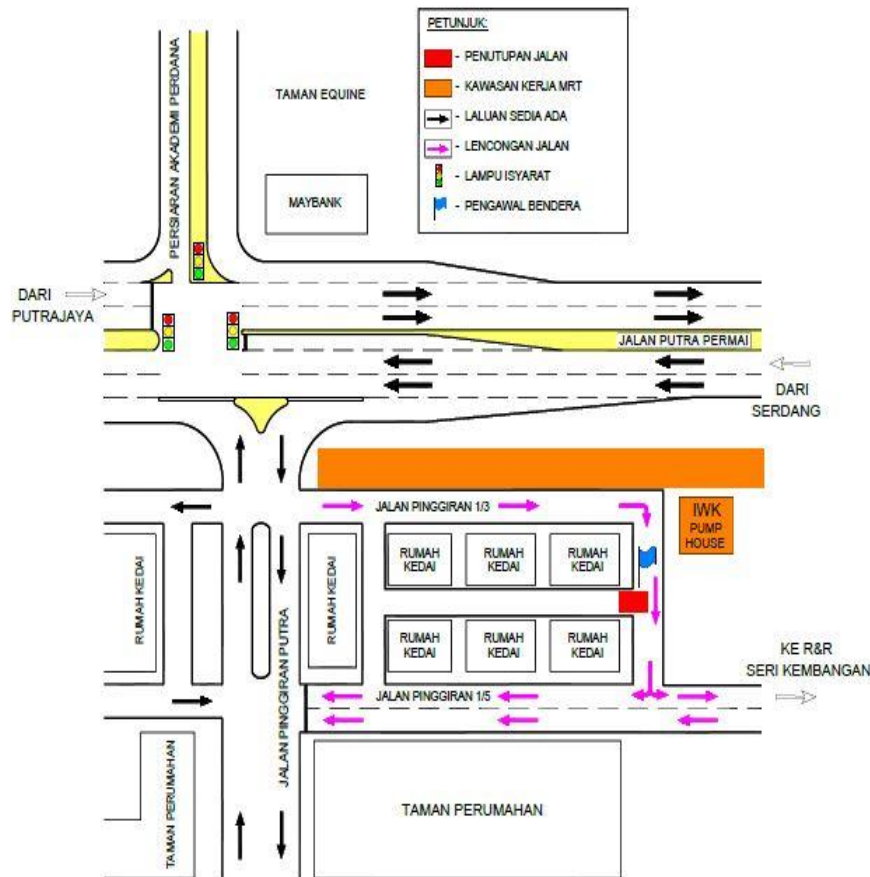 PETUNJUK:
- PENUTUPAN JALAN
- KAWASAN KERJA MRT
- LALUAN SEDIA ADA
- LENCONGAN JALAN
- LAMPU ISYARAT
- PENGAWAL BENDERA
PERSIARAN AKADEMI PERDANA
TAMAN EQUINE
MAYBANK
DARI
PUTRAJAYA
JALAN PUTRA PERMAI
DARI
SERDANG
JALAN PINGGIRAN 1/3
IWK
PUMP
HOUSE
RUMAH KEDAI
RUMAH KEDAI
RUMAH
KEDAI
RUMAH
KEDAI
RUMAH
KEDAI
RUMAH
KEDAI
RUMAH
KEDAI
RUMAH
KEDAI
JALAN PINGGIRAN PUTRA
KE R&R
SERI KEMBANGAN
JALAN PINGGIRAN 1/5
TAMAN PERUMAHAN
TAMAN PERUMAHAN